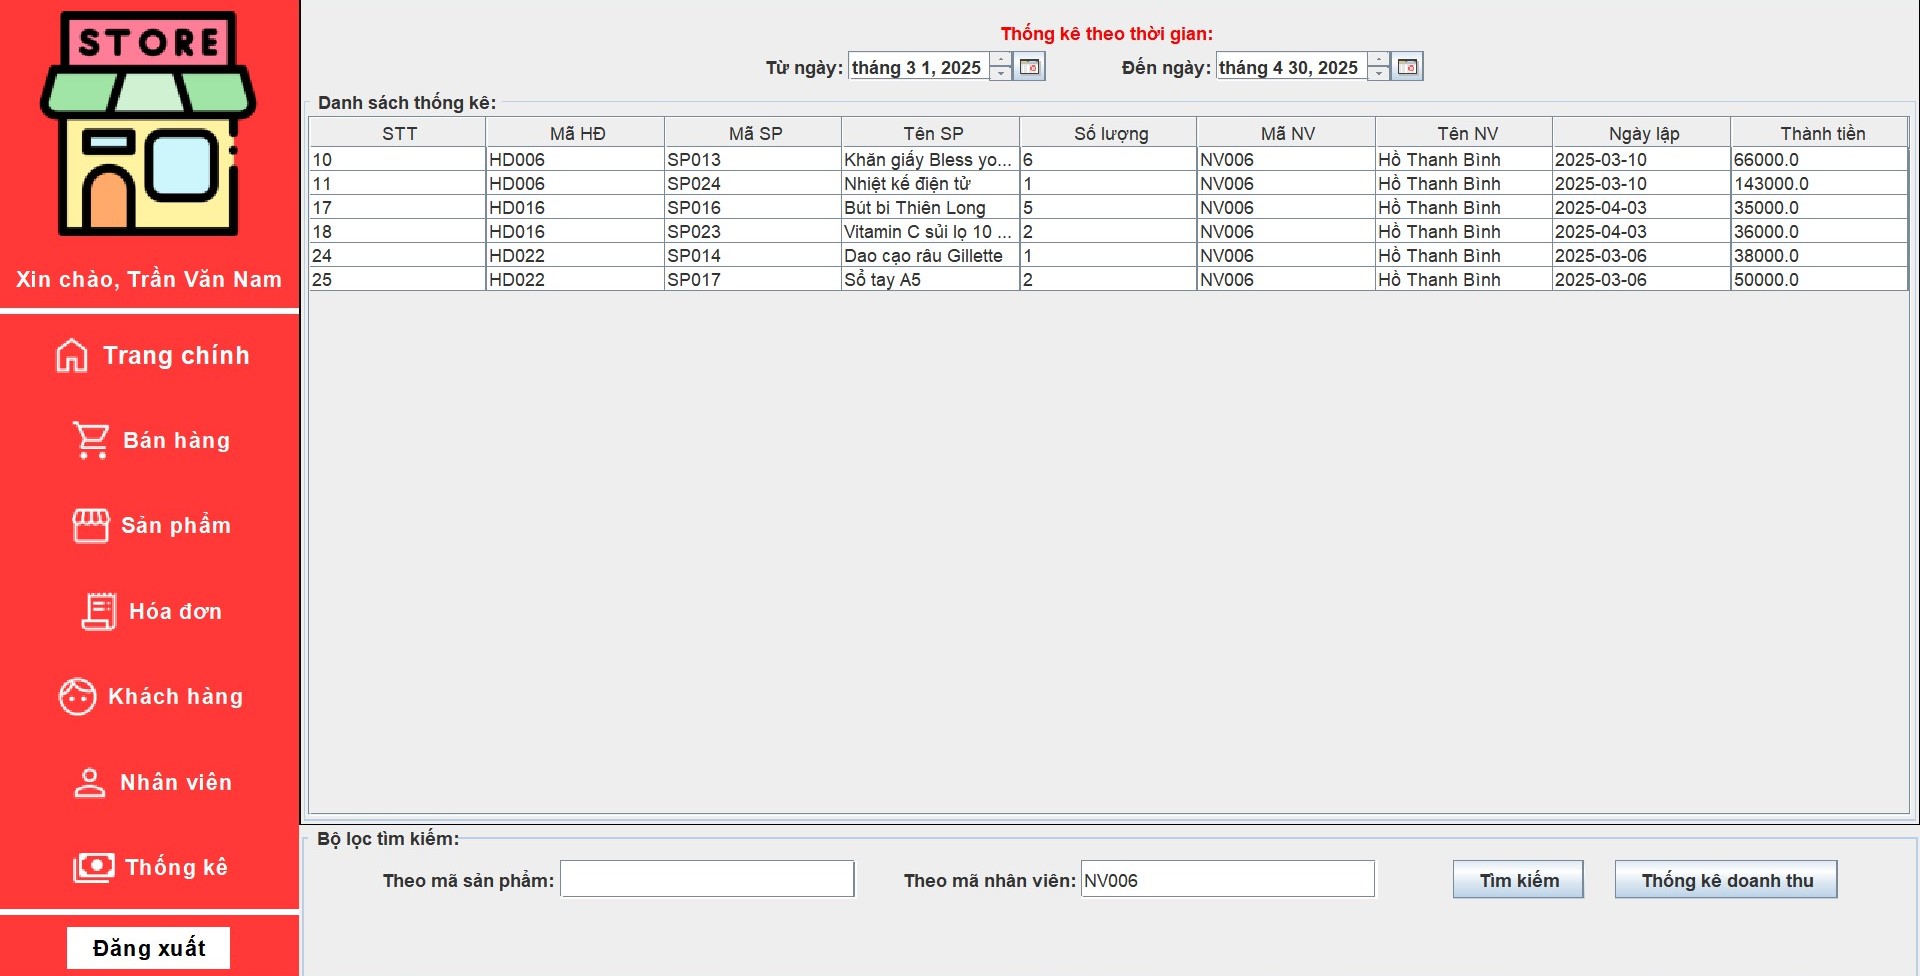 STORE
Xin chào, Trần Văn Nam
Trang chính
Bán hàng
Sản phẩm
Hóa đơn
Khách hàng
Nhân viên
Thống kê
Đăng xuất
Thống kê theo thời gian:
Từ ngày: tháng 3 1, 2025 Đến ngày: tháng 4 30, 2025
Danh sách thống kê:
STT Mã HĐ Mã SP Tên SP Số lượng Mã NV Tên NV Ngày lập Thành tiền
10 HD006 SP013 Khăn giấy Bless yo... 6 NV006 Hồ Thanh Bình 2025-03-10 66000.0
11 HD006 SP024 Nhiệt kế điện tử 1 NV006 Hồ Thanh Bình 2025-03-10 143000.0
17 HD016 SP016 Bút bi Thiên Long 5 NV006 Hồ Thanh Bình 2025-04-03 35000.0
18 HD016 SP023 Vitamin C sủi lọ 10 ... 2 NV006 Hồ Thanh Bình 2025-04-03 36000.0
24 HD022 SP014 Dao cạo râu Gillette 1 NV006 Hồ Thanh Bình 2025-03-06 38000.0
25 HD022 SP017 Sổ tay A5 2 NV006 Hồ Thanh Bình 2025-03-06 50000.0
Bộ lọc tìm kiếm:
Theo mã sản phẩm: Theo mã nhân viên: NV006 Tìm kiếm Thống kê doanh thu